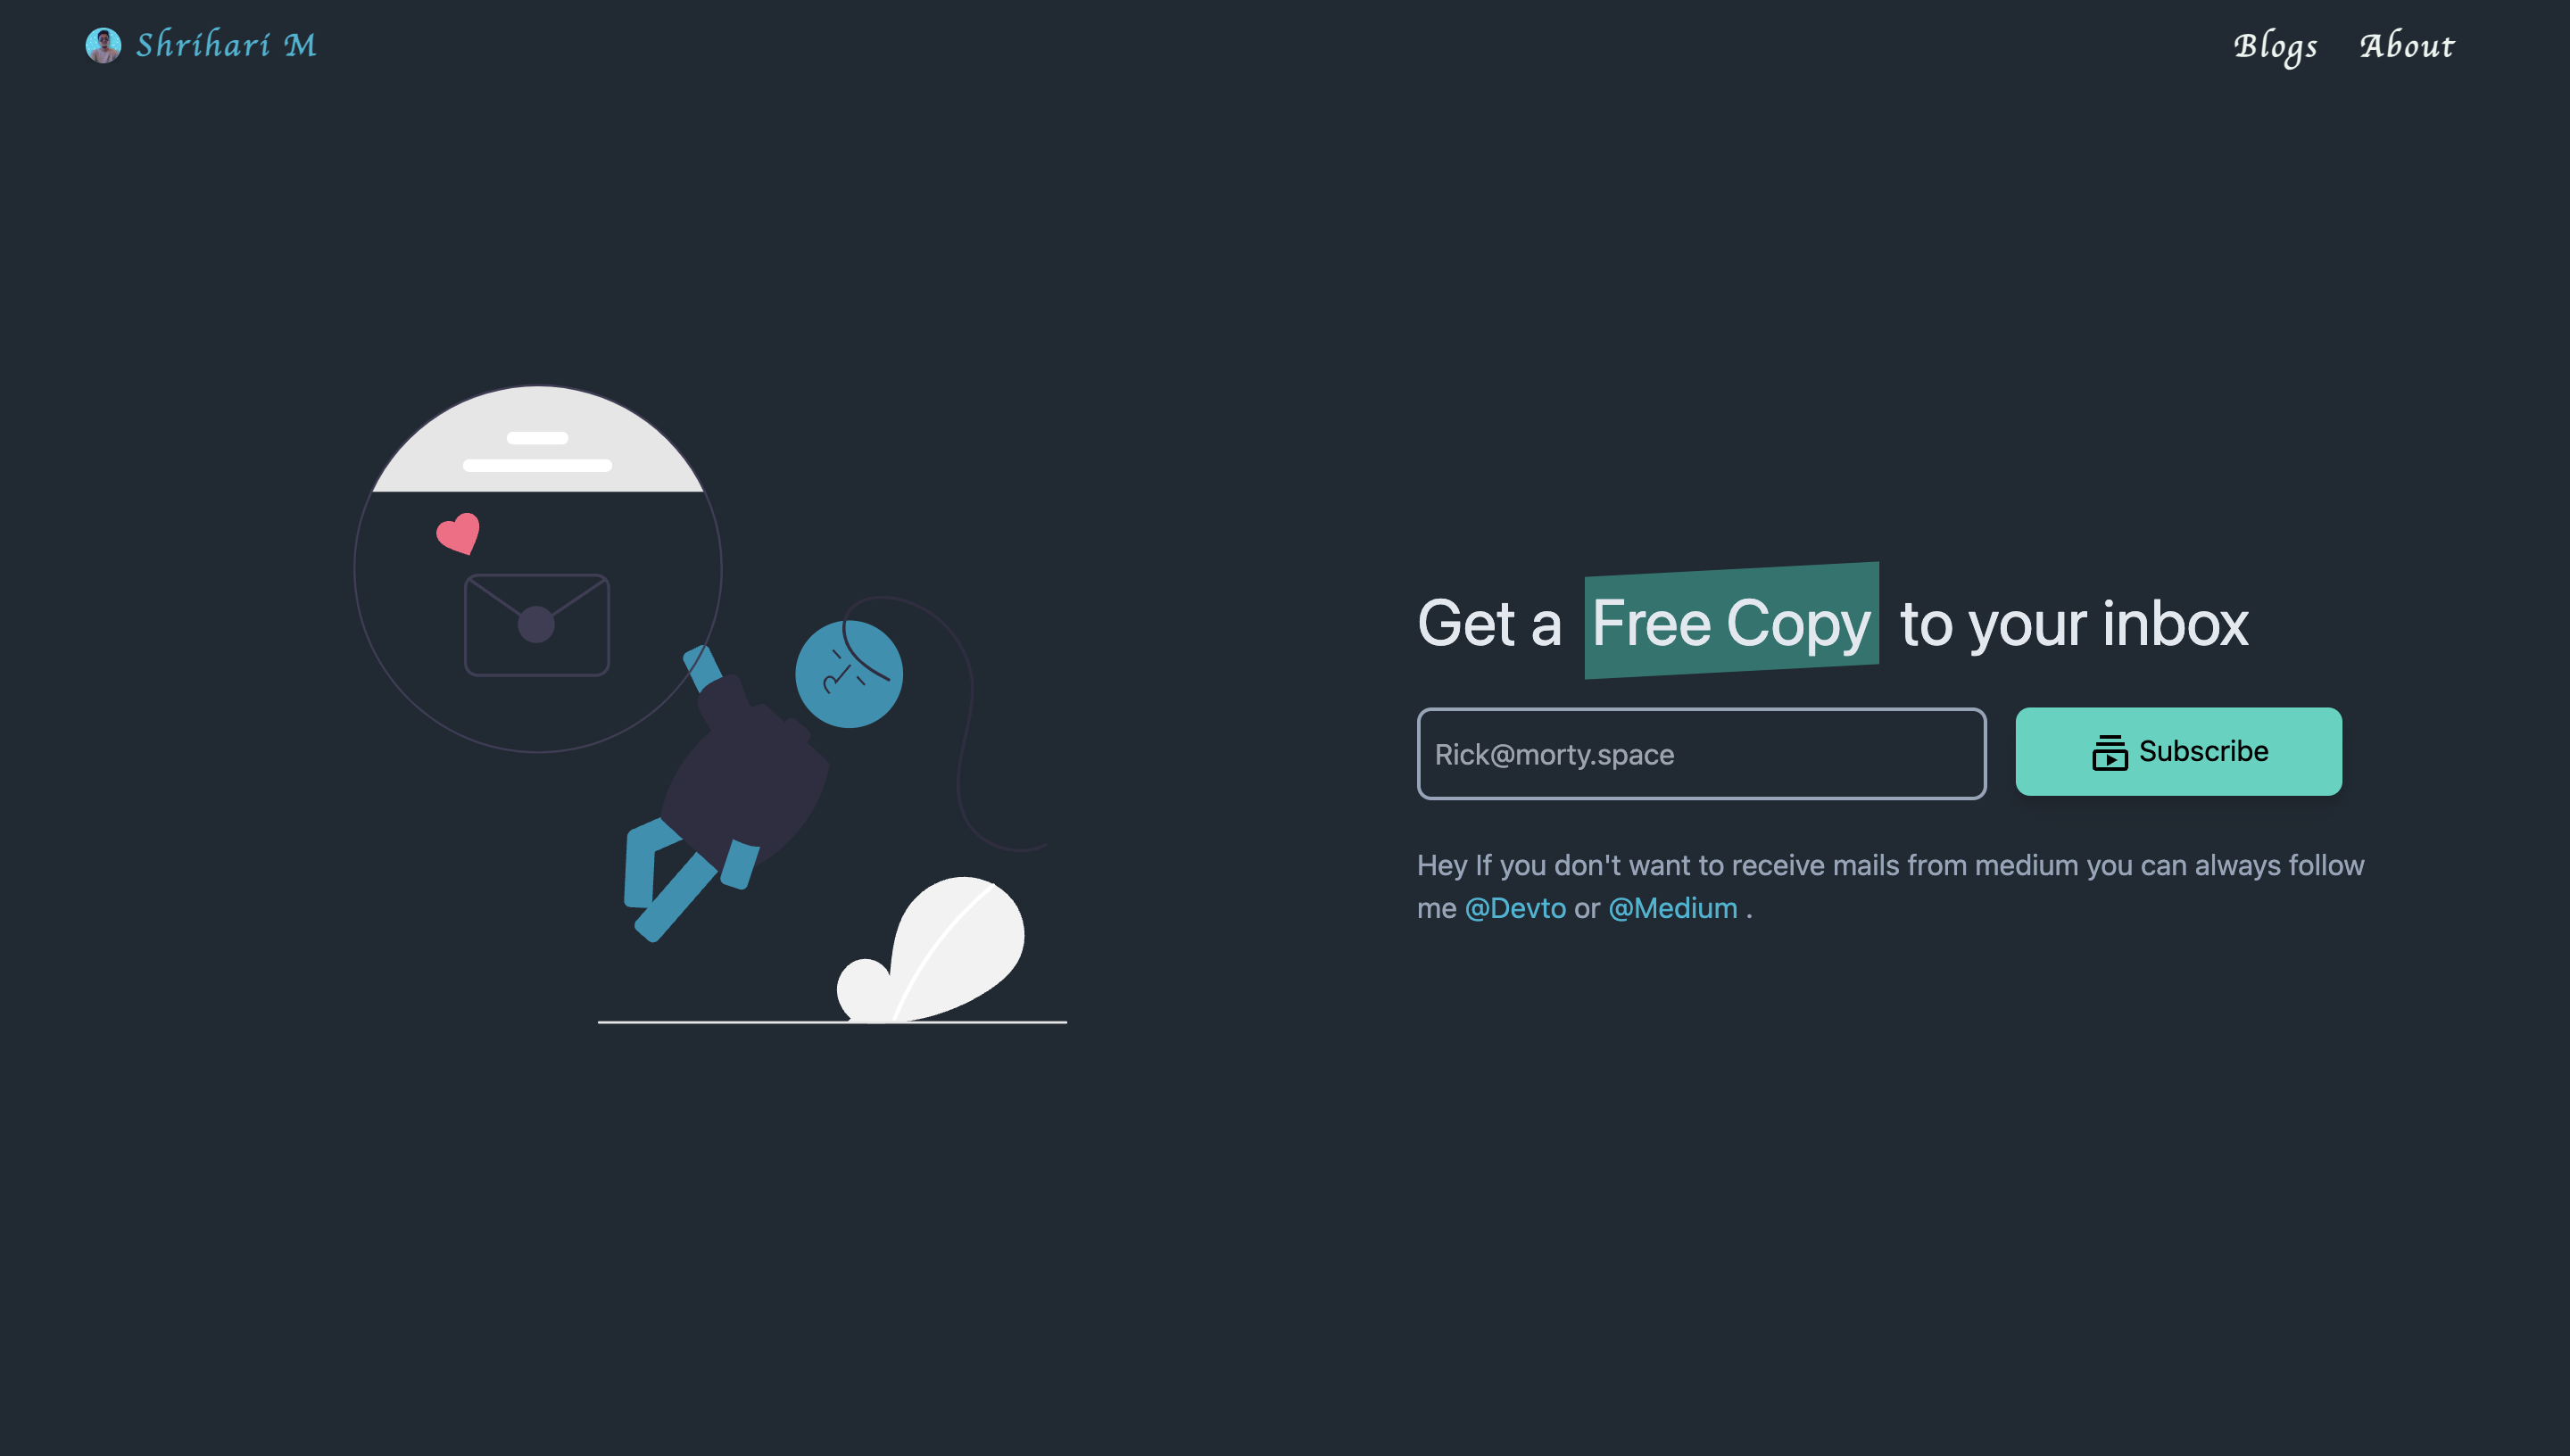 Shrihari M
Blogs
About
Get a Free Copy to your inbox
Rick@morty.space
Subscribe
Hey If you don't want to receive mails from medium you can always follow
me @Devto or @Medium .